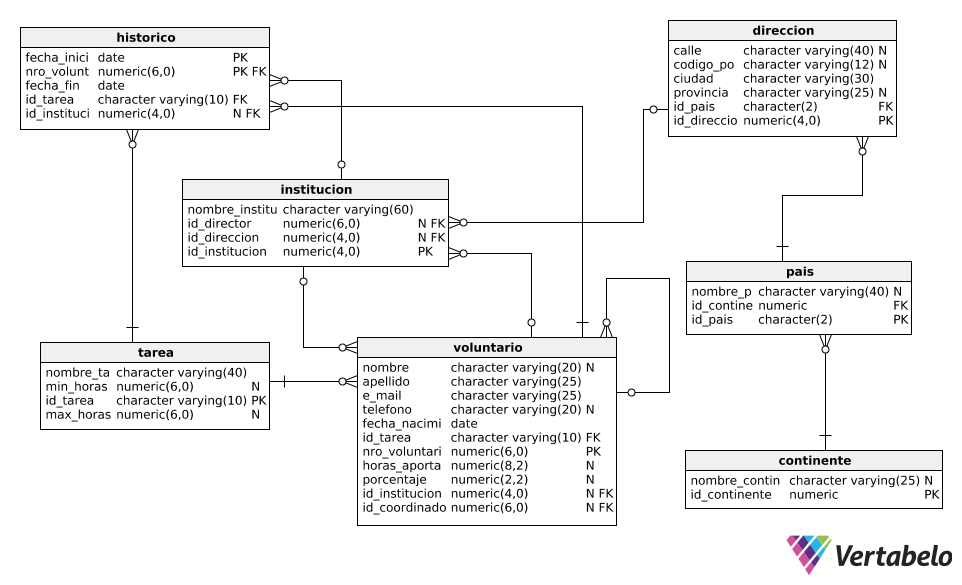 historico
fecha_inici date PK
nro_volunt numeric(6,0) PK FK
fecha_fin date
id_tarea character varying(10) FK
id_instituci numeric(4,0) N FK
direccion
calle character varying(40) N
codigo_po character varying(12) N
ciudad character varying(30)
provincia character varying(25) N
id_pais character(2) FK
id_direccio numeric(4,0) PK
institucion
nombre_institu character varying(60)
id_director numeric(6,0) N FK
id_direccion numeric(4,0) N FK
id_institucion numeric(4,0) PK
pais
nombre_p character varying(40) N
id_contine numeric FK
id_pais character(2) PK
tarea
nombre_ta character varying(40)
min_horas numeric(6,0) N
id_tarea character varying(10) PK
max_horas numeric(6,0) N
voluntario
nombre character varying(20) N
apellido character varying(25)
e_mail character varying(25)
telefono character varying(20) N
fecha_nacimi date
id_tarea character varying(10) FK
nro_voluntari numeric(6,0) PK
horas_aporta numeric(8,2) N
porcentaje numeric(2,2) N
id_institucion numeric(4,0) N FK
id_coordinado numeric(6,0) N FK
continente
nombre_contin character varying(25) N
id_continente numeric PK
Vertabelo